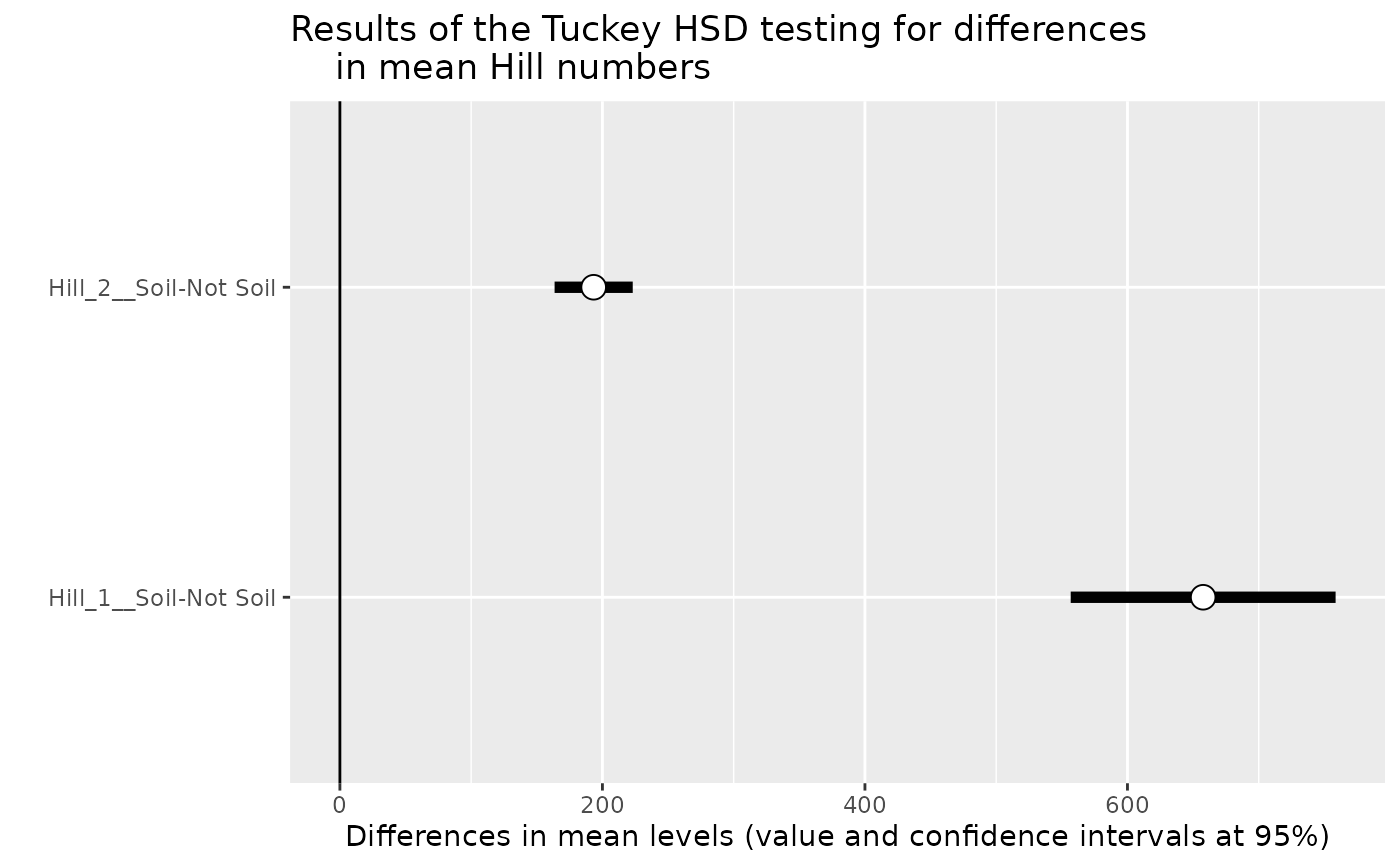 Results of the Tuckey HSD testing for differences
in mean Hill numbers
Hill_2__Soil-Not Soil
Hill_1__Soil-Not Soil
0 200 400 600
Differences in mean levels (value and confidence intervals at 95%)